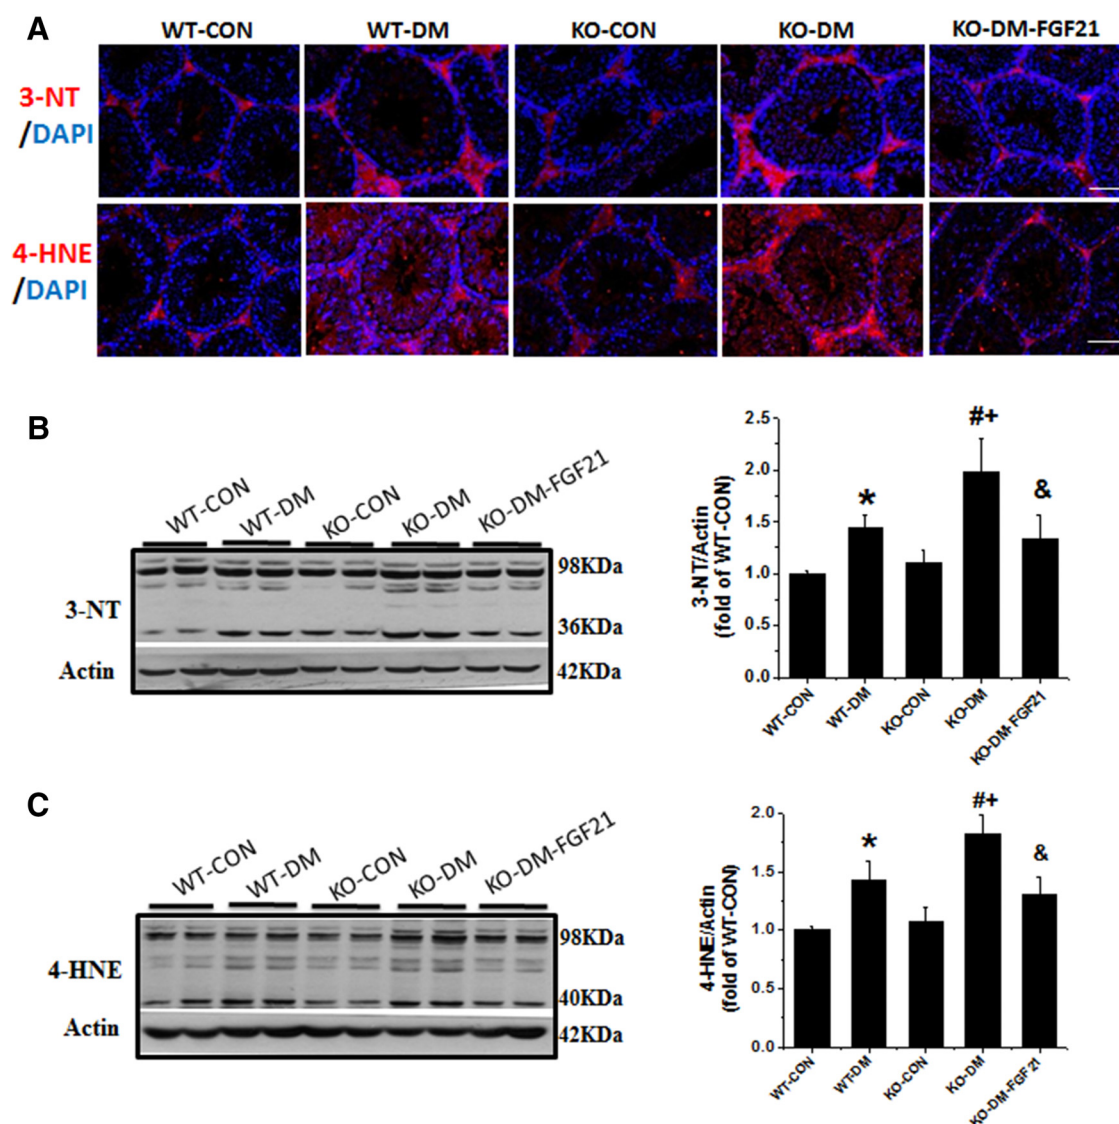 A
WT-CON WT-DM KO-CON KO-DM KO-DM-FGF21
3-NT
/DAPI
4-HNE
/DAPI
B
WT-CON WT-DM KO-CON KO-DM KO-DM-FGF21
98KDa
3-NT
36KDa
Actin
42KDa
3-NT/Actin
(fold of WT-CON)
2.5
2.0
1.5
1.0
0.5
0.0
*
#+
&
WT-CON WT-DM KO-CON KO-DM KO-DM-FGF21
C
WT-CON WT-DM KO-CON KO-DM KO-DM-FGF21
98KDa
4-HNE
40KDa
Actin
42KDa
4-HNE/Actin
(fold of WT-CON)
2.0
1.5
1.0
0.5
0.0
*
#+
&
WT-CON WT-DM KO-CON KO-DM KO-DM-FGF21